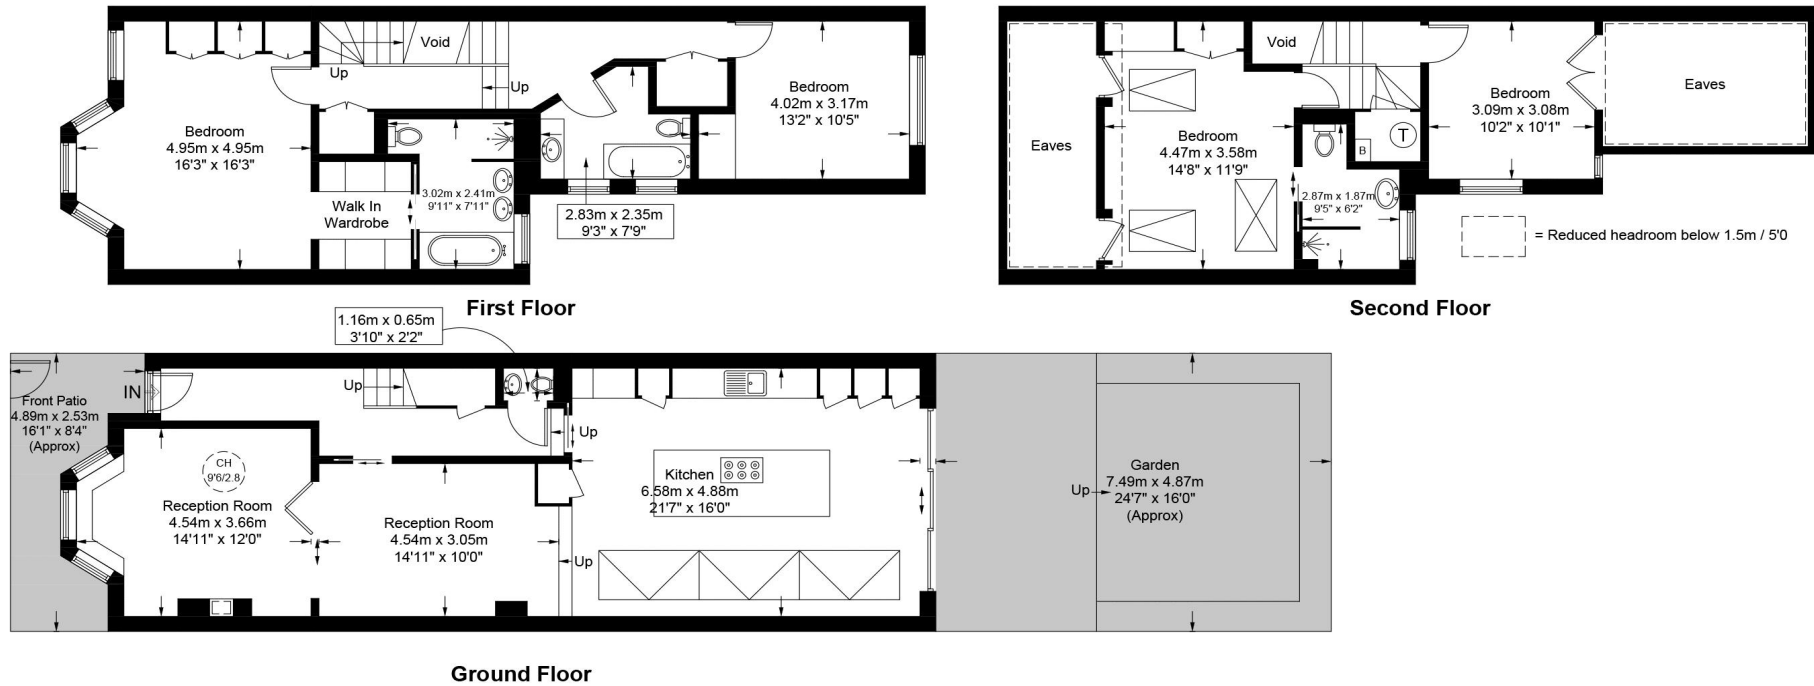 Void
Up
Up
Bedroom
4.95m x 4.95m
16'3" x 16'3"
Walk In
Wardrobe
3.02m x 2.41m
9'11" x 7'11"
2.83m x 2.35m
9'3" x 7'9"
Bedroom
4.02m x 3.17m
13'2" x 10'5"
First Floor
Eaves
Bedroom
4.47m x 3.58m
14'8" x 11'9"
Void
T
B
2.87m x 1.87m
9'5" x 6'2"
Bedroom
3.09m x 3.08m
10'2" x 10'1"
Eaves
= Reduced headroom below 1.5m / 5'0
Second Floor
1.16m x 0.65m
3'10" x 2'2"
IN
Front Patio
4.89m x 2.53m
16'1" x 8'4"
(Approx)
Up
CH
9'6/2.8
Reception Room
4.54m x 3.66m
14'11" x 12'0"
Reception Room
4.54m x 3.05m
14'11" x 10'0"
Up
Up
Kitchen
6.58m x 4.88m
21'7" x 16'0"
Up
Garden
7.49m x 4.87m
24'7" x 16'0"
(Approx)
Ground Floor